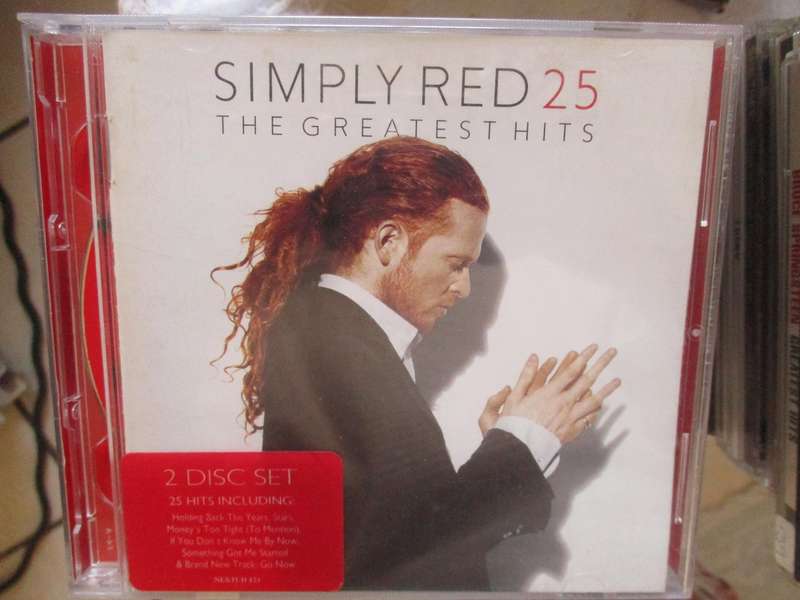 SIMPLY RED 25
THE GREATEST HITS
2 DISC SET
25 HITS INCLUDING:
Holding Back The Years, Stars,
Money's Too Tight (To Mention),
If You Don't Know Me By Now,
Something Got Me Started
& Brand New Track: Go Now
GREATEST HITS